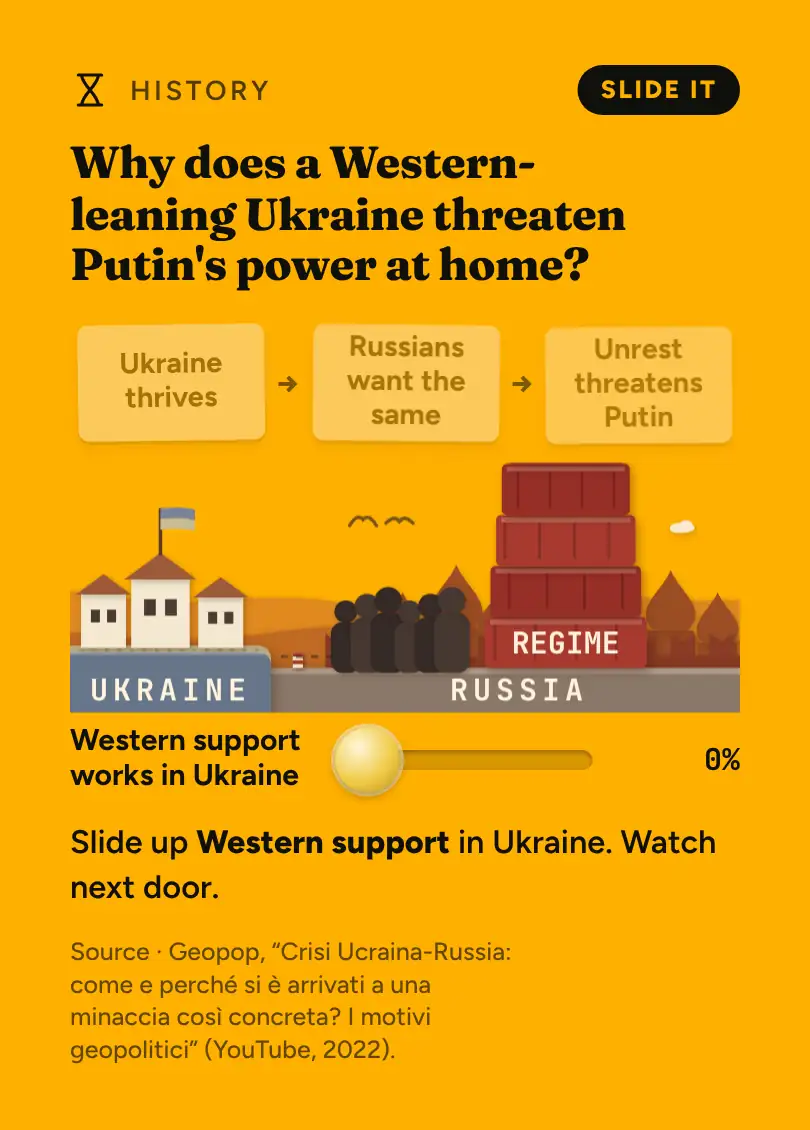 HISTORY
SLIDE IT
Why does a Western-
leaning Ukraine threaten
Putin's power at home?
Ukraine
thrives
→
Russians
want the
same
→
Unrest
threatens
Putin
REGIME
UKRAINE
RUSSIA
Western support
works in Ukraine
0%
Slide up Western support in Ukraine. Watch
next door.
Source · Geopop, “Crisi Ucraina-Russia:
come e perché si è arrivati a una
minaccia così concreta? I motivi
geopolitici” (YouTube, 2022).